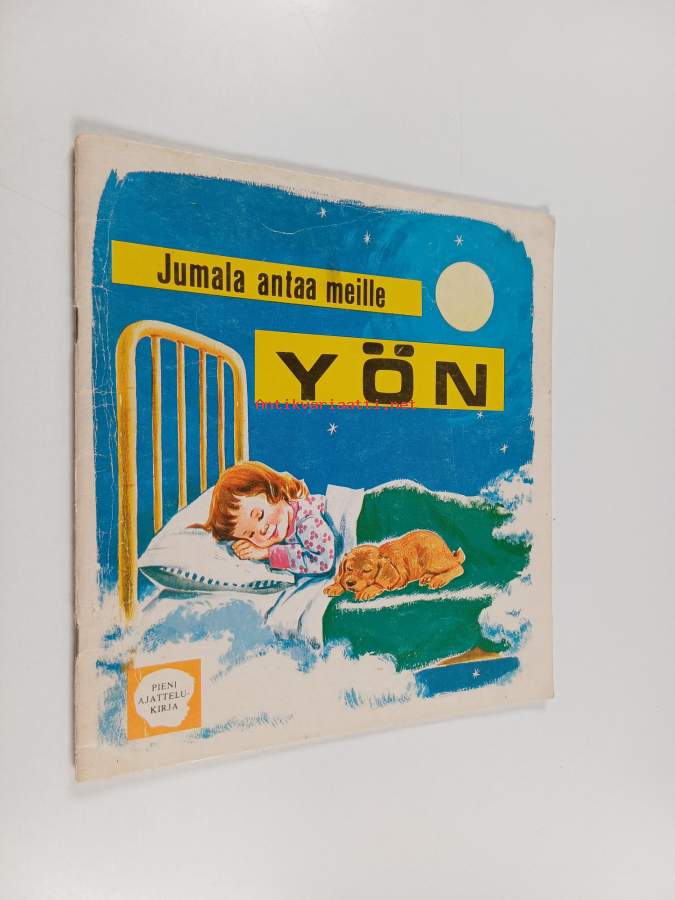 Jumala antaa meille
YÖN
Antikvariaatti.net
PIENI
AJATTELU-
KIRJA